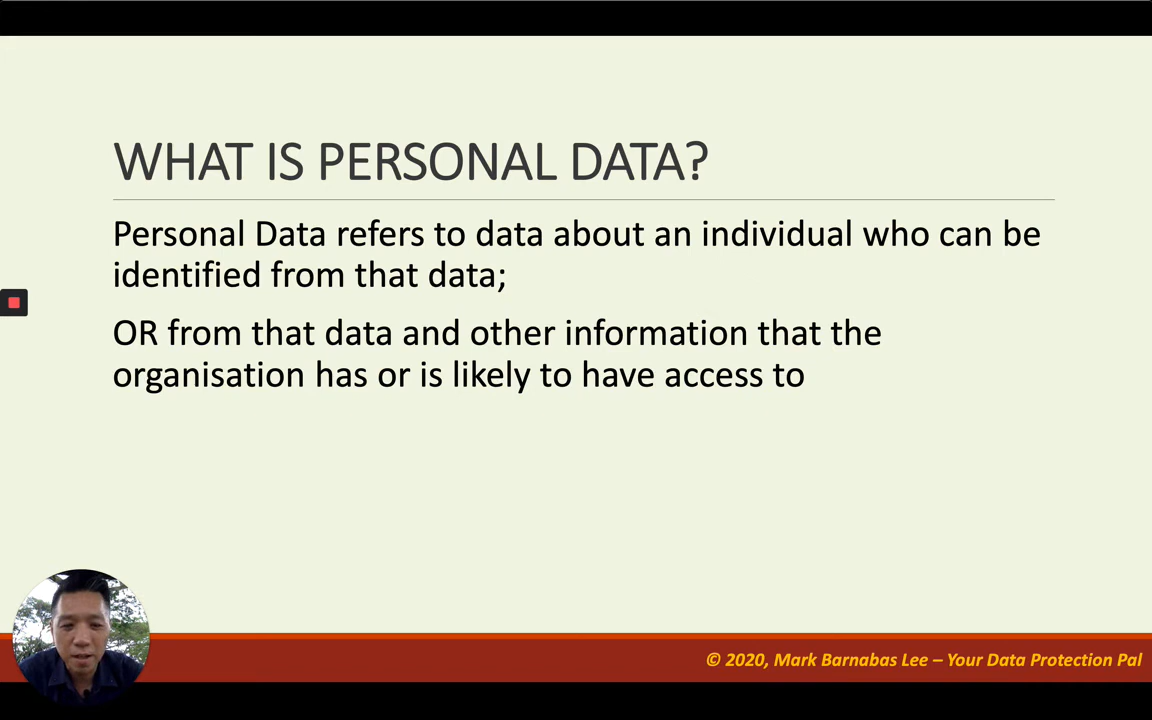 WHAT IS PERSONAL DATA?
Personal Data refers to data about an individual who can be
identified from that data;
OR from that data and other information that the
organisation has or is likely to have access to
© 2020, Mark Barnabas Lee – Your Data Protection Pal